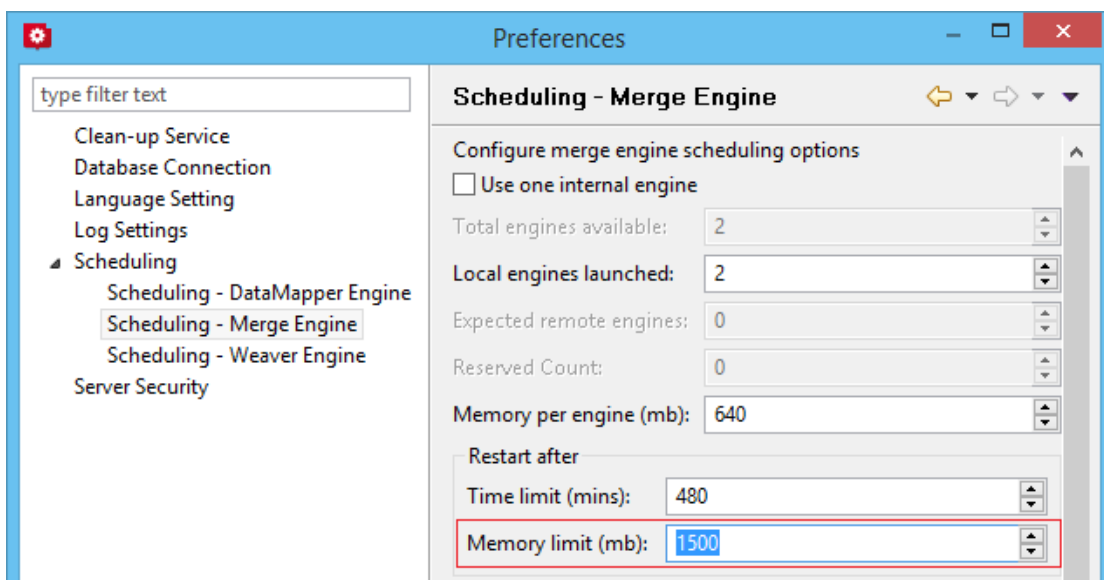 Preferences
type filter text
Clean-up Service
Database Connection
Language Setting
Log Settings
Scheduling
Scheduling - DataMapper Engine
Scheduling - Merge Engine
Scheduling - Weaver Engine
Server Security
Scheduling - Merge Engine
Configure merge engine scheduling options
Use one internal engine
Total engines available: 2
Local engines launched: 2
Expected remote engines: 0
Reserved Count: 0
Memory per engine (mb): 640
Restart after
Time limit (mins): 480
Memory limit (mb): 1500